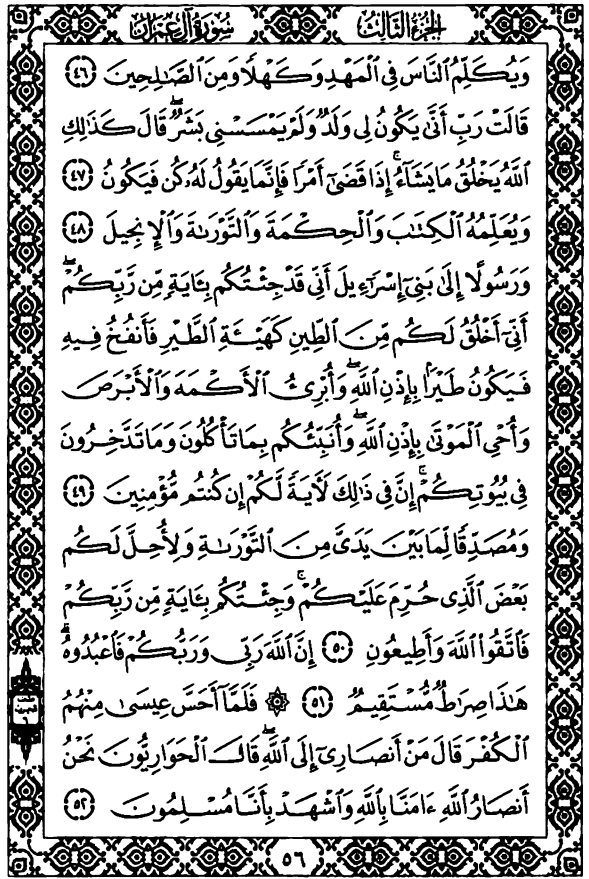 الجزء الثالث سورة آل عمران
وَيُكَلِّمُ ٱلنَّاسَ فِي ٱلْمَهْدِ وَكَهْلًا وَمِنَ ٱلصَّٰلِحِينَ ﴿٤٦﴾
قَالَتْ رَبِّ أَنَّىٰ يَكُونُ لِي وَلَدٌ وَلَمْ يَمْسَسْنِي بَشَرٌۖ قَالَ كَذَٰلِكِ
ٱللَّهُ يَخْلُقُ مَا يَشَآءُۚ إِذَا قَضَىٰٓ أَمْرًا فَإِنَّمَا يَقُولُ لَهُۥ كُن فَيَكُونُ ﴿٤٧﴾
وَيُعَلِّمُهُ ٱلْكِتَٰبَ وَٱلْحِكْمَةَ وَٱلتَّوْرَىٰةَ وَٱلْإِنجِيلَ ﴿٤٨﴾
وَرَسُولًا إِلَىٰ بَنِيٓ إِسْرَٰٓءِيلَ أَنِّي قَدْ جِئْتُكُم بِـَٔايَةٍ مِّن رَّبِّكُمْۖ
أَنِّيٓ أَخْلُقُ لَكُم مِّنَ ٱلطِّينِ كَهَيْـَٔةِ ٱلطَّيْرِ فَأَنفُخُ فِيهِ
فَيَكُونُ طَيْرًۢا بِإِذْنِ ٱللَّهِۖ وَأُبْرِئُ ٱلْأَكْمَهَ وَٱلْأَبْرَصَ
وَأُحْيِ ٱلْمَوْتَىٰ بِإِذْنِ ٱللَّهِۖ وَأُنَبِّئُكُم بِمَا تَأْكُلُونَ وَمَا تَدَّخِرُونَ
فِي بُيُوتِكُمْۚ إِنَّ فِي ذَٰلِكَ لَأٓيَةً لَّكُمْ إِن كُنتُم مُّؤْمِنِينَ ﴿٤٩﴾
وَمُصَدِّقًا لِّمَا بَيْنَ يَدَيَّ مِنَ ٱلتَّوْرَىٰةِ وَلِأُحِلَّ لَكُم
بَعْضَ ٱلَّذِي حُرِّمَ عَلَيْكُمْۚ وَجِئْتُكُم بِـَٔايَةٍ مِّن رَّبِّكُمْ
فَٱتَّقُوا۟ ٱللَّهَ وَأَطِيعُونِ ﴿٥٠﴾ إِنَّ ٱللَّهَ رَبِّي وَرَبُّكُمْ فَٱعْبُدُوهُۗ
هَٰذَا صِرَٰطٌ مُّسْتَقِيمٌ ﴿٥١﴾ ۞ فَلَمَّآ أَحَسَّ عِيسَىٰ مِنْهُمُ
ٱلْكُفْرَ قَالَ مَنْ أَنصَارِيٓ إِلَى ٱللَّهِۖ قَالَ ٱلْحَوَارِيُّونَ نَحْنُ
أَنصَارُ ٱللَّهِ ءَامَنَّا بِٱللَّهِ وَٱشْهَدْ بِأَنَّا مُسْلِمُونَ ﴿٥٢﴾
٥٦